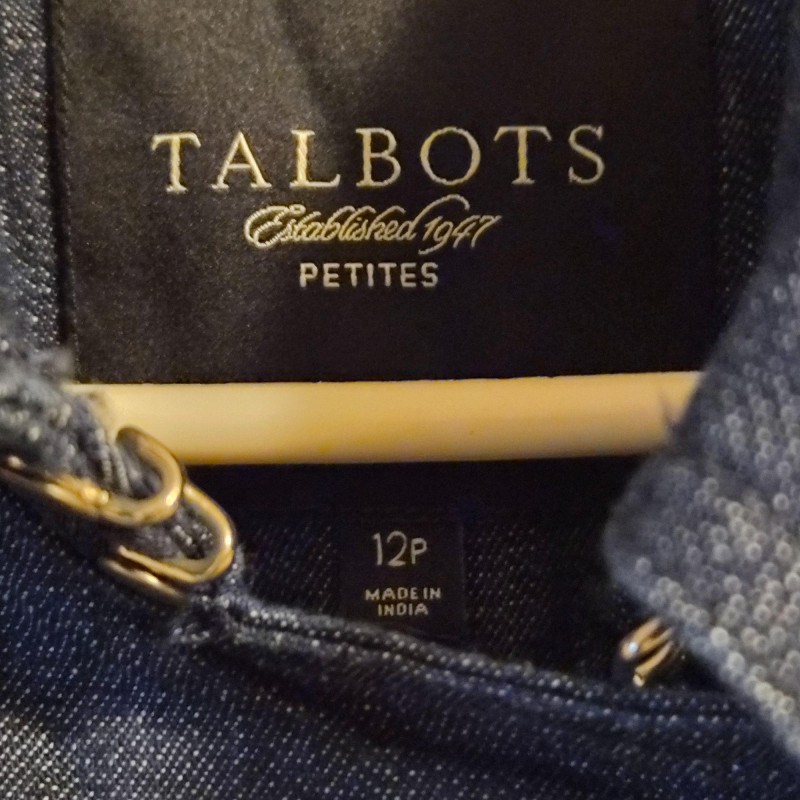 TALBOTS
Established 1947
PETITES
12P
MADE IN
INDIA